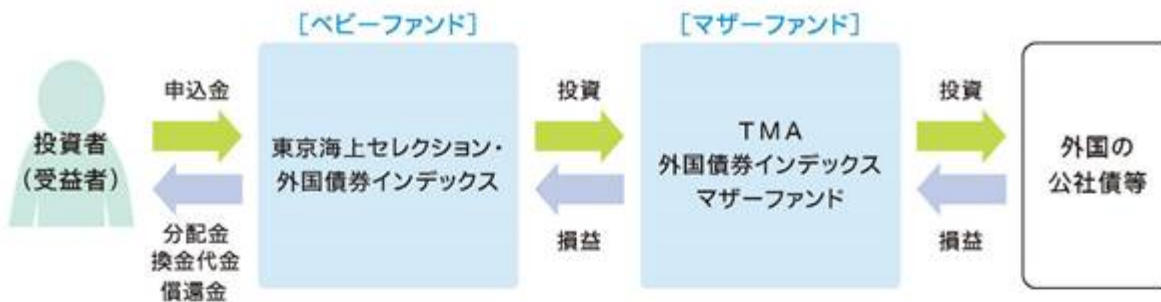 [ベビーファンド]
[マザーファンド]
申込金
投資
投資
投資者
(受益者)
東京海上セレクション・
外国債券インデックス
TMA
外国債券インデックス
マザーファンド
外国の
公社債等
分配金
換金代金
償還金
損益
損益